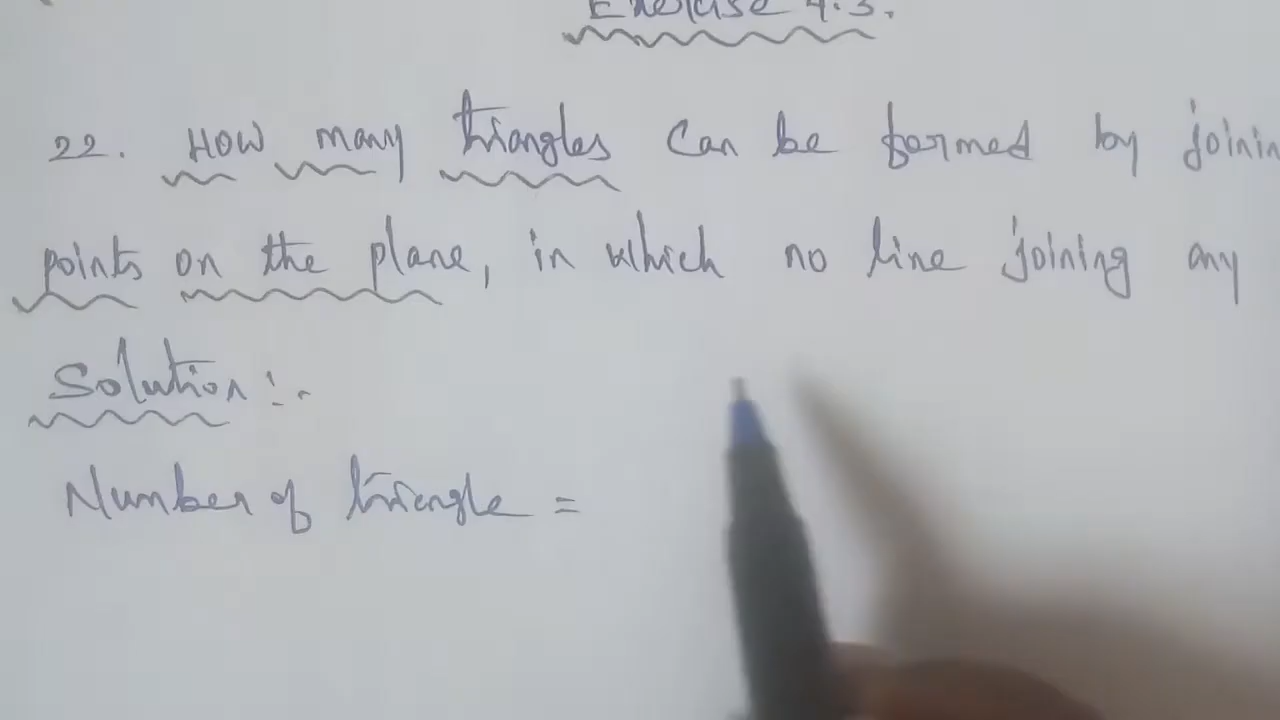 Exercise 4.3.
22. How many triangles can be formed by joinin
points on the plane, in which no line joining any
Solution :-
Number of triangle =